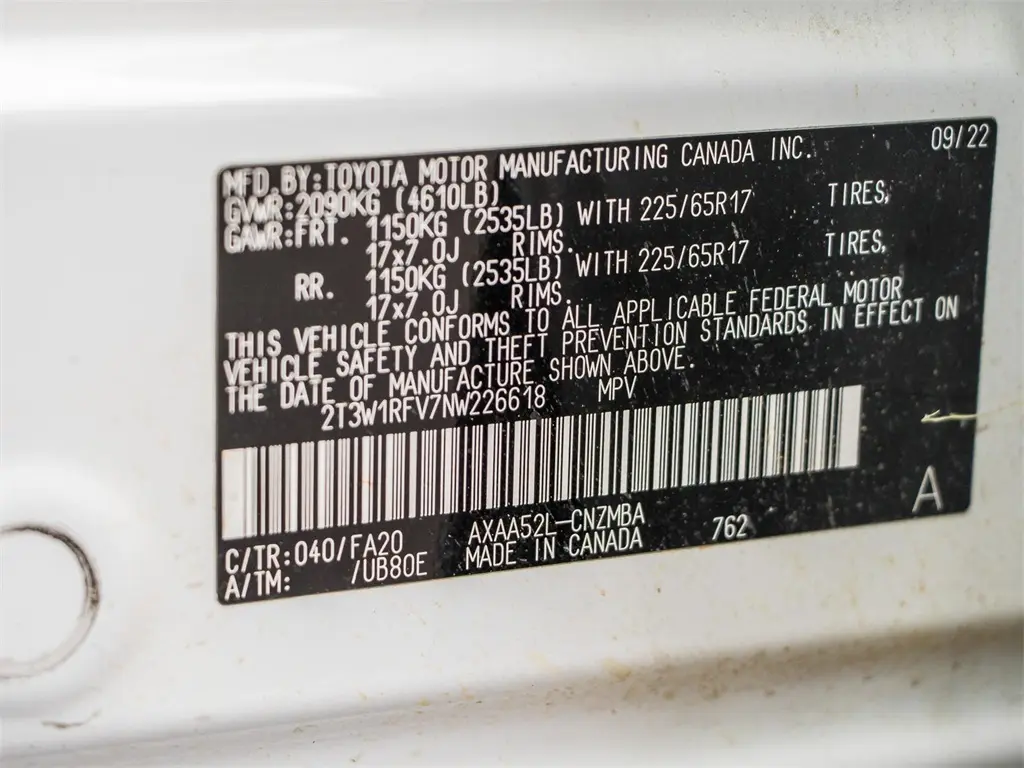 09/22
MFD.BY:TOYOTA MOTOR MANUFACTURING CANADA INC.
GVWR:2090KG (4610LB)
GAWR:FRT. 1150KG (2535LB) WITH 225/65R17 TIRES,
17x7.0J RIMS.
RR. 1150KG (2535LB) WITH 225/65R17 TIRES,
17x7.0J RIMS.
THIS VEHICLE CONFORMS TO ALL APPLICABLE FEDERAL MOTOR
VEHICLE SAFETY AND THEFT PREVENTION STANDARDS IN EFFECT ON
THE DATE OF MANUFACTURE SHOWN ABOVE.
2T3W1RFV7NW226618 MPV
C/TR:040/FA20 AXAA52L-CNZMBA 762 A
A/TM: /UB80E MADE IN CANADA